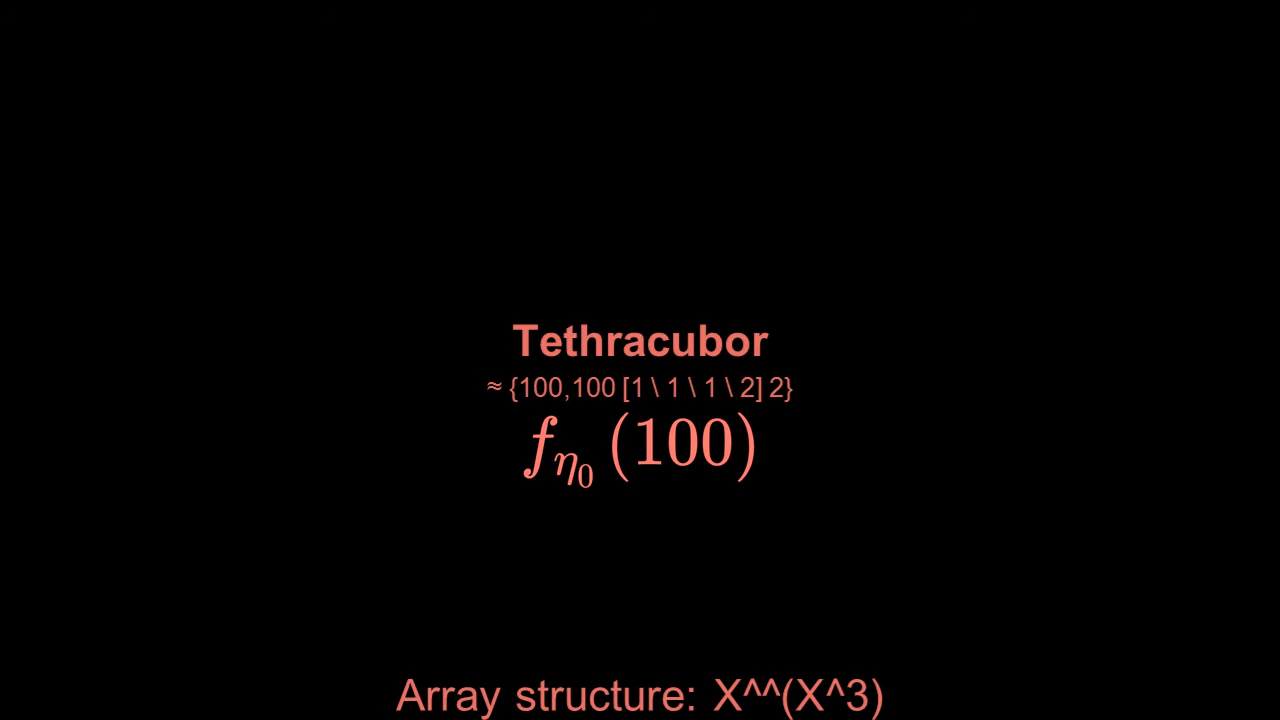 Tethracubor
≈ {100,100 [1 \ 1 \ 1 \ 2] 2}
f_{η_0}(100)
Array structure: X^^(X^3)